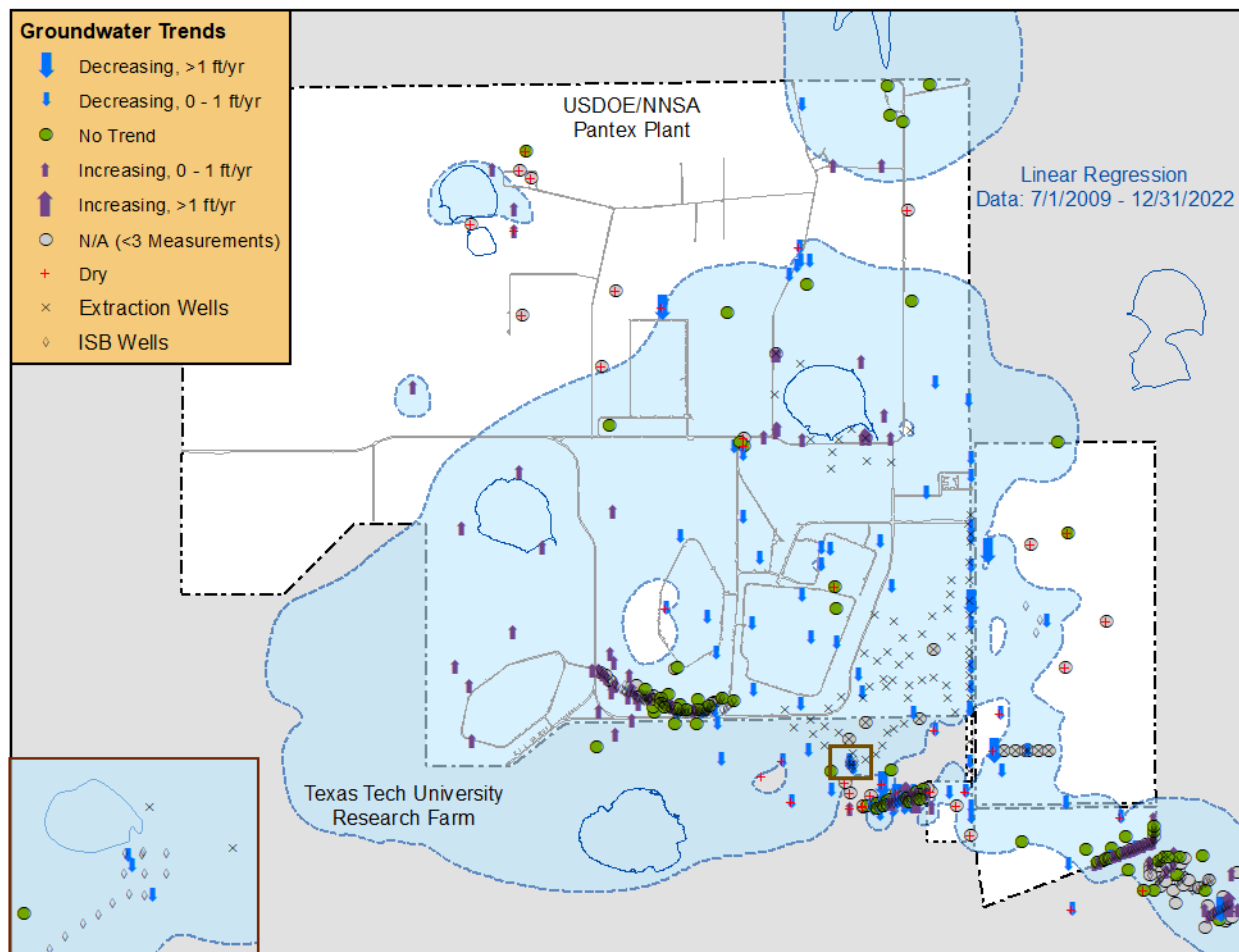 Groundwater Trends
Decreasing, >1 ft/yr
Decreasing, 0 - 1 ft/yr
No Trend
Increasing, 0 - 1 ft/yr
Increasing, >1 ft/yr
N/A (<3 Measurements)
Dry
Extraction Wells
ISB Wells
USDOE/NNSA
Pantex Plant
Linear Regression
Data: 7/1/2009 - 12/31/2022
Texas Tech University
Research Farm